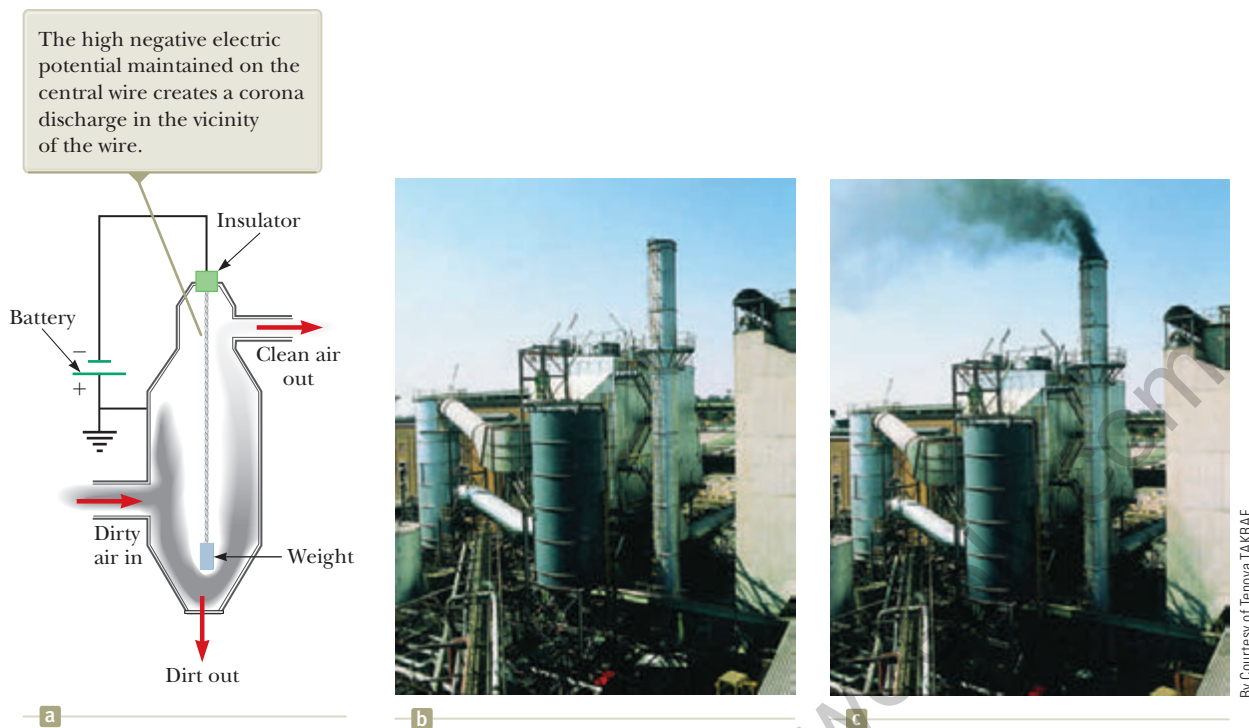 The high negative electric
potential maintained on the
central wire creates a corona
discharge in the vicinity
of the wire.
Insulator
Battery
−
+
Clean air
out
Dirty
air in
Weight
Dirt out
a
b
c
By Courtesy of Tenova TAKRAF